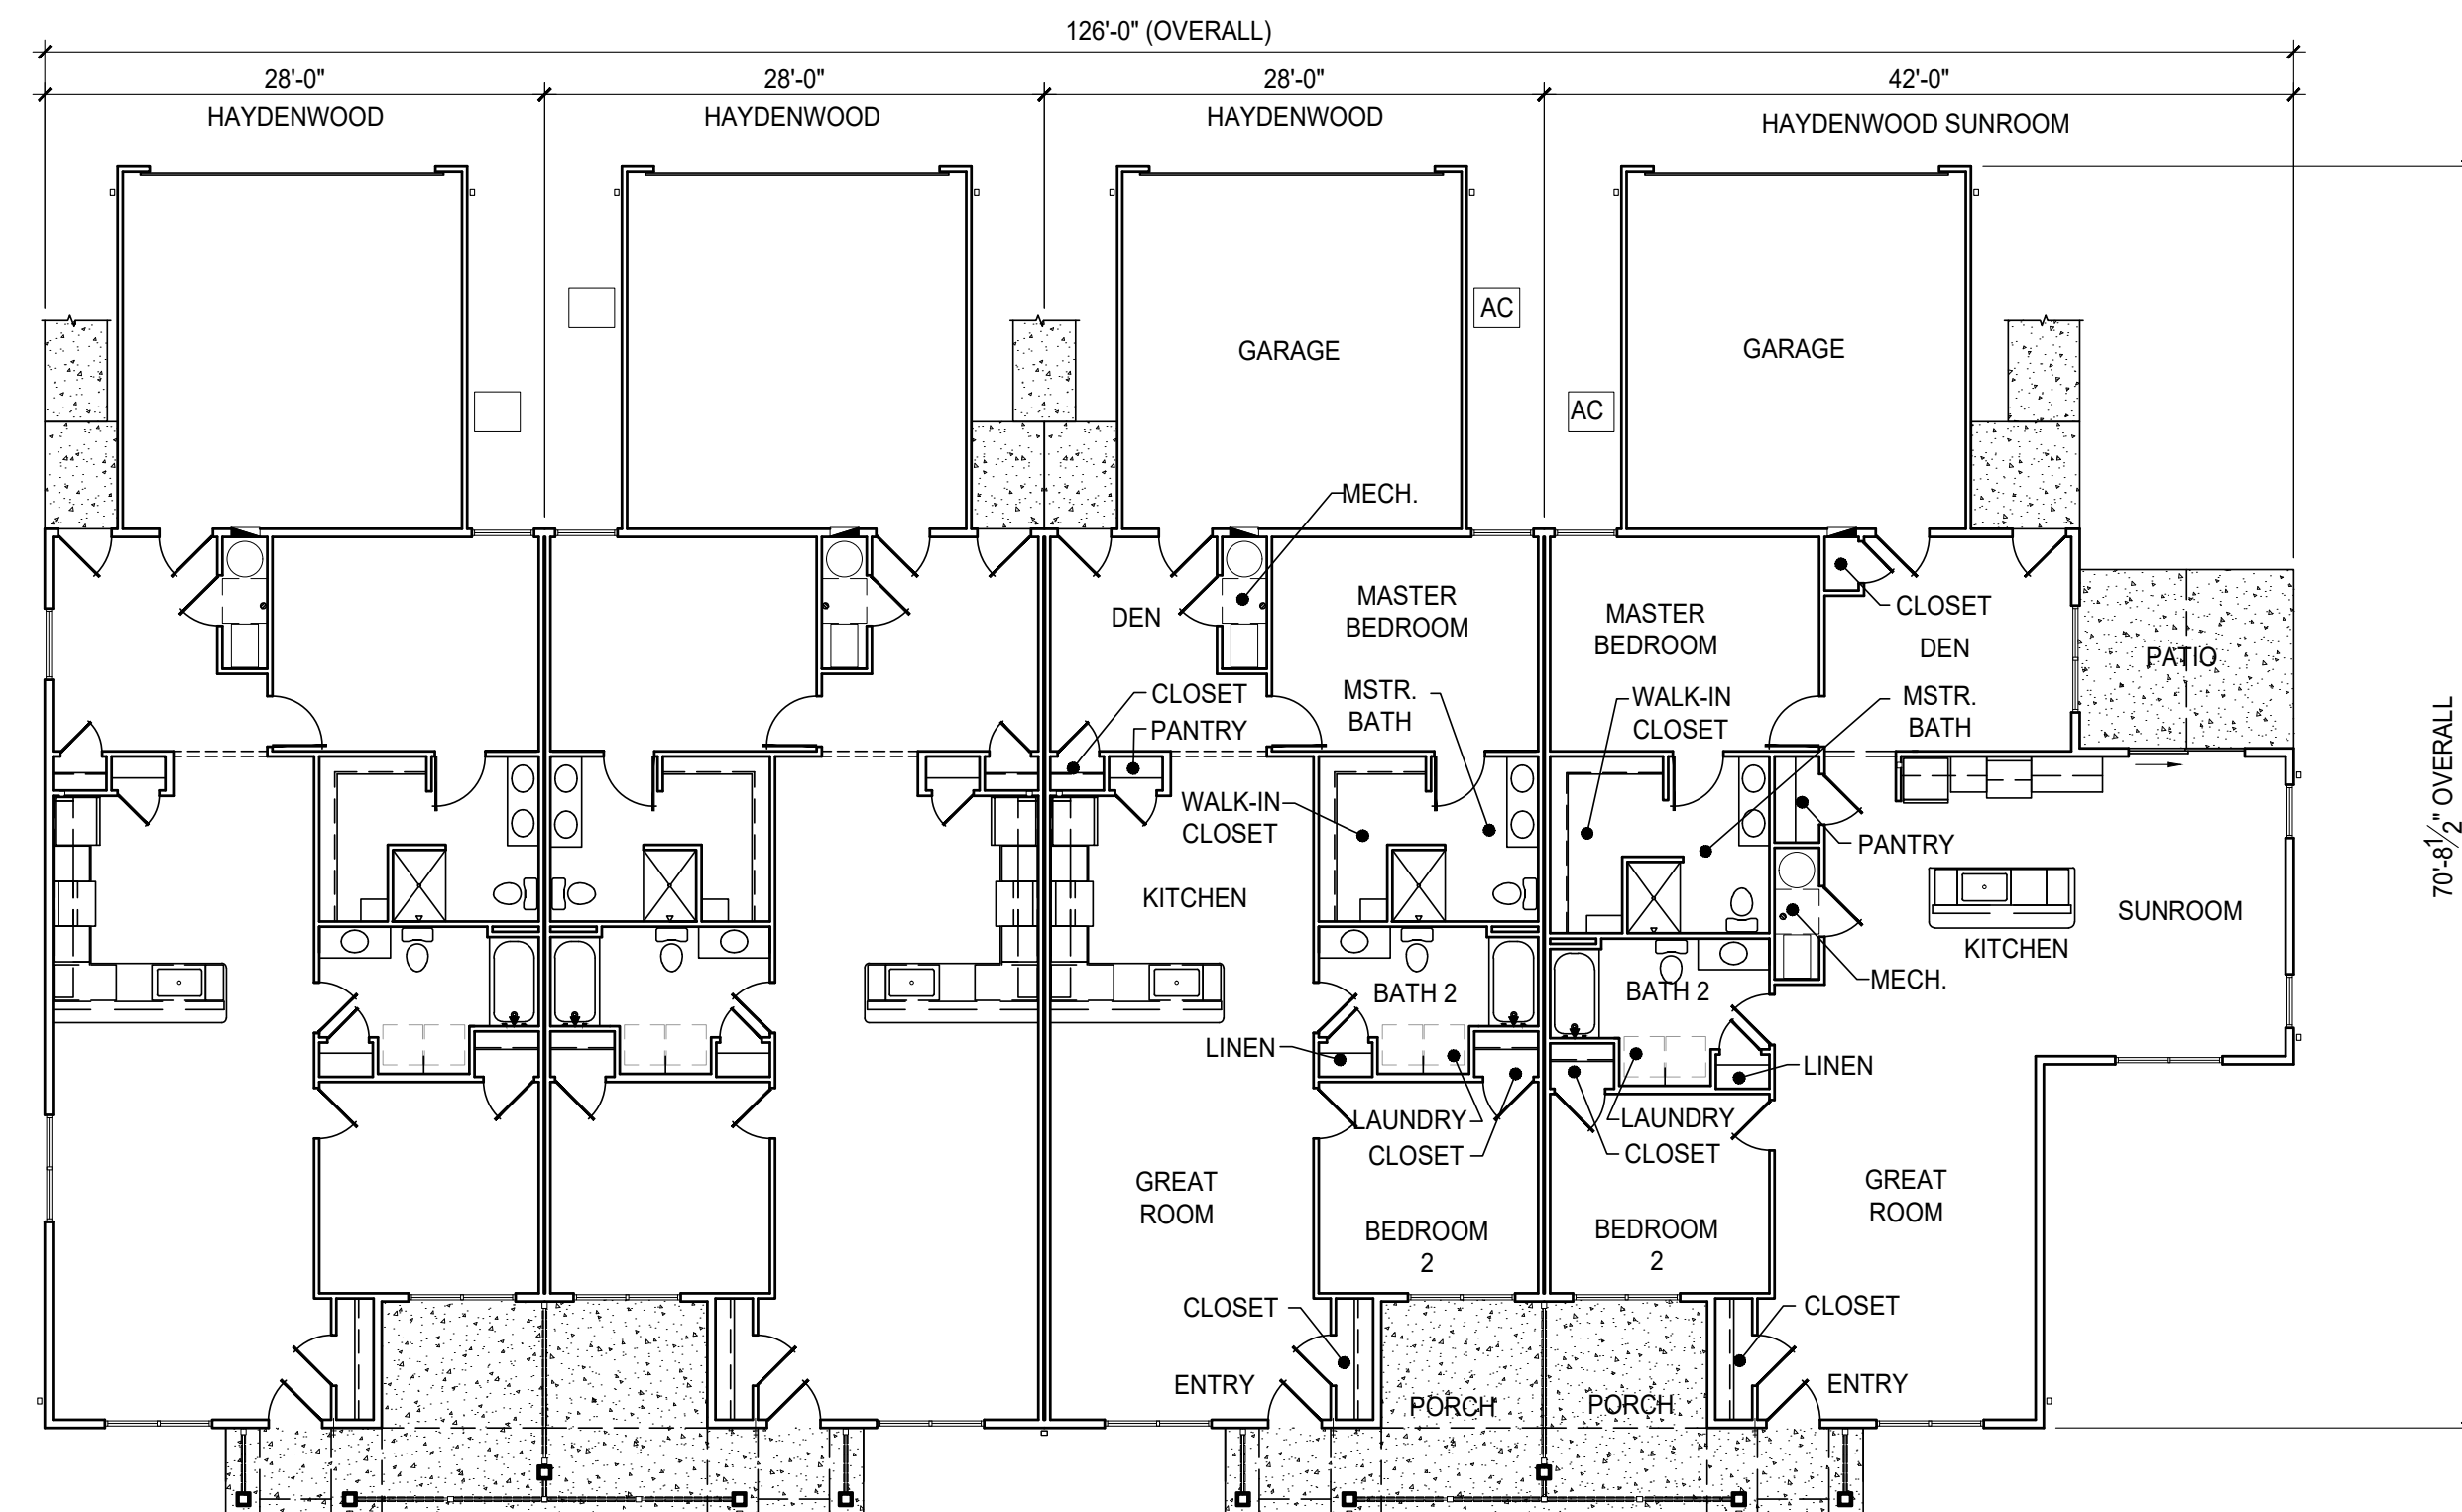 126'-0" (OVERALL)
28'-0"
28'-0"
28'-0"
42'-0"
HAYDENWOOD
HAYDENWOOD
HAYDENWOOD
HAYDENWOOD SUNROOM
AC
GARAGE
GARAGE
AC
MECH.
MASTER
BEDROOM
DEN
MASTER
BEDROOM
CLOSET
DEN
PATIO
CLOSET
PANTRY
MSTR.
BATH
WALK-IN
CLOSET
MSTR.
BATH
70'-8½" OVERALL
WALK-IN
CLOSET
PANTRY
KITCHEN
SUNROOM
KITCHEN
MECH.
BATH 2
BATH 2
LINEN
LINEN
LAUNDRY
CLOSET
LAUNDRY
CLOSET
GREAT
ROOM
GREAT
ROOM
BEDROOM
2
BEDROOM
2
CLOSET
CLOSET
ENTRY
PORCH
PORCH
ENTRY